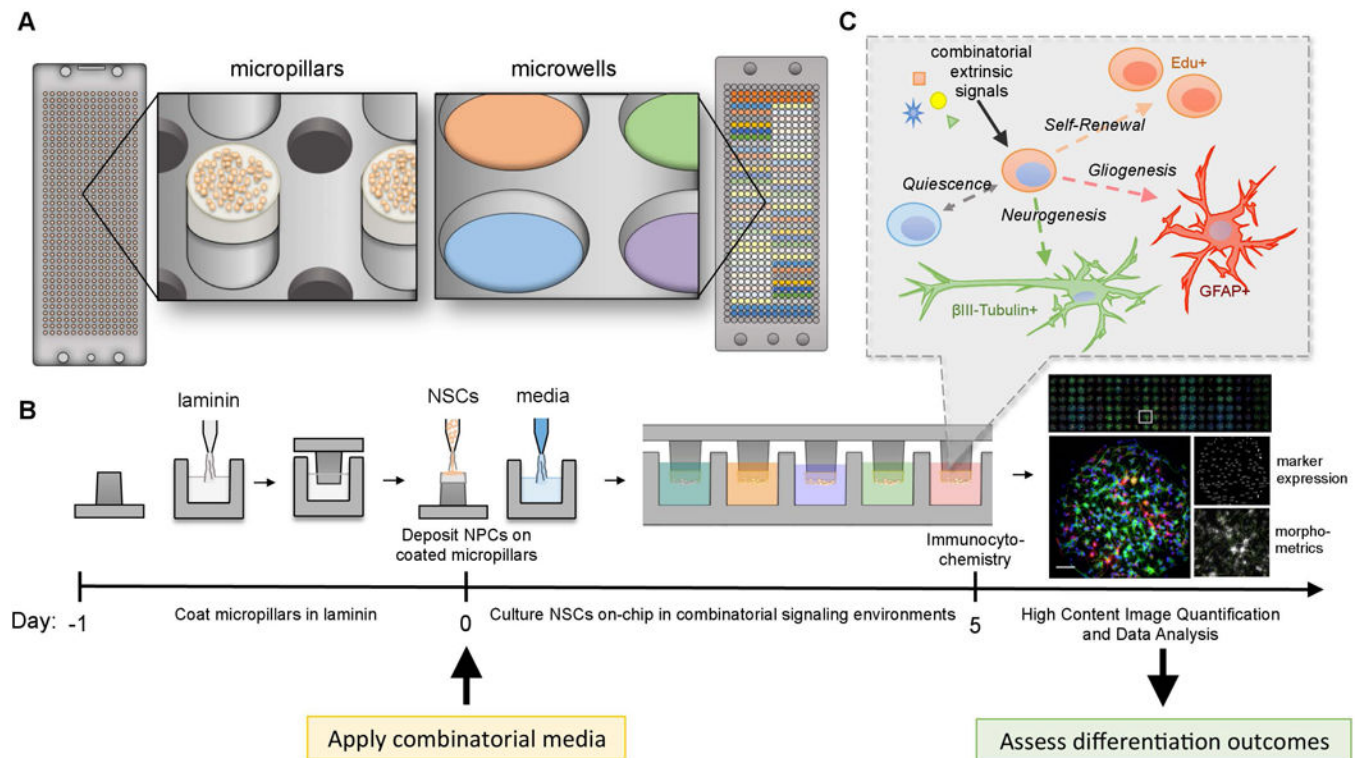 A
micropillars
microwells
C
combinatorial
extrinsic
signals
Edu+
Self-Renewal
Gliogenesis
Quiescence
Neurogenesis
GFAP+
βIII-Tubulin+
B
laminin
NSCs
media
Deposit NPCs on
coated micropillars
Immunocyto-
chemistry
marker
expression
morpho-
metrics
Day: -1
Coat micropillars in laminin
0
Culture NSCs on-chip in combinatorial signaling environments
5
High Content Image Quantification
and Data Analysis
Apply combinatorial media
Assess differentiation outcomes